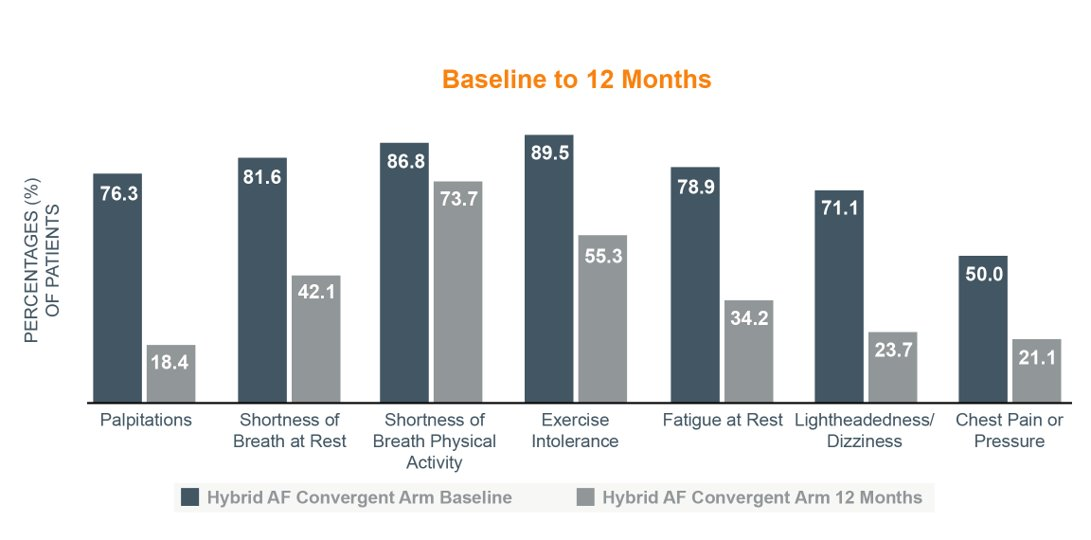 Baseline to 12 Months
PERCENTAGES (%)
OF PATIENTS
76.3
18.4
81.6
42.1
86.8
73.7
89.5
55.3
78.9
34.2
71.1
23.7
50.0
21.1
Palpitations
Shortness of
Breath at Rest
Shortness of
Breath Physical
Activity
Exercise
Intolerance
Fatigue at Rest
Lightheadedness/
Dizziness
Chest Pain or
Pressure
Hybrid AF Convergent Arm Baseline
Hybrid AF Convergent Arm 12 Months